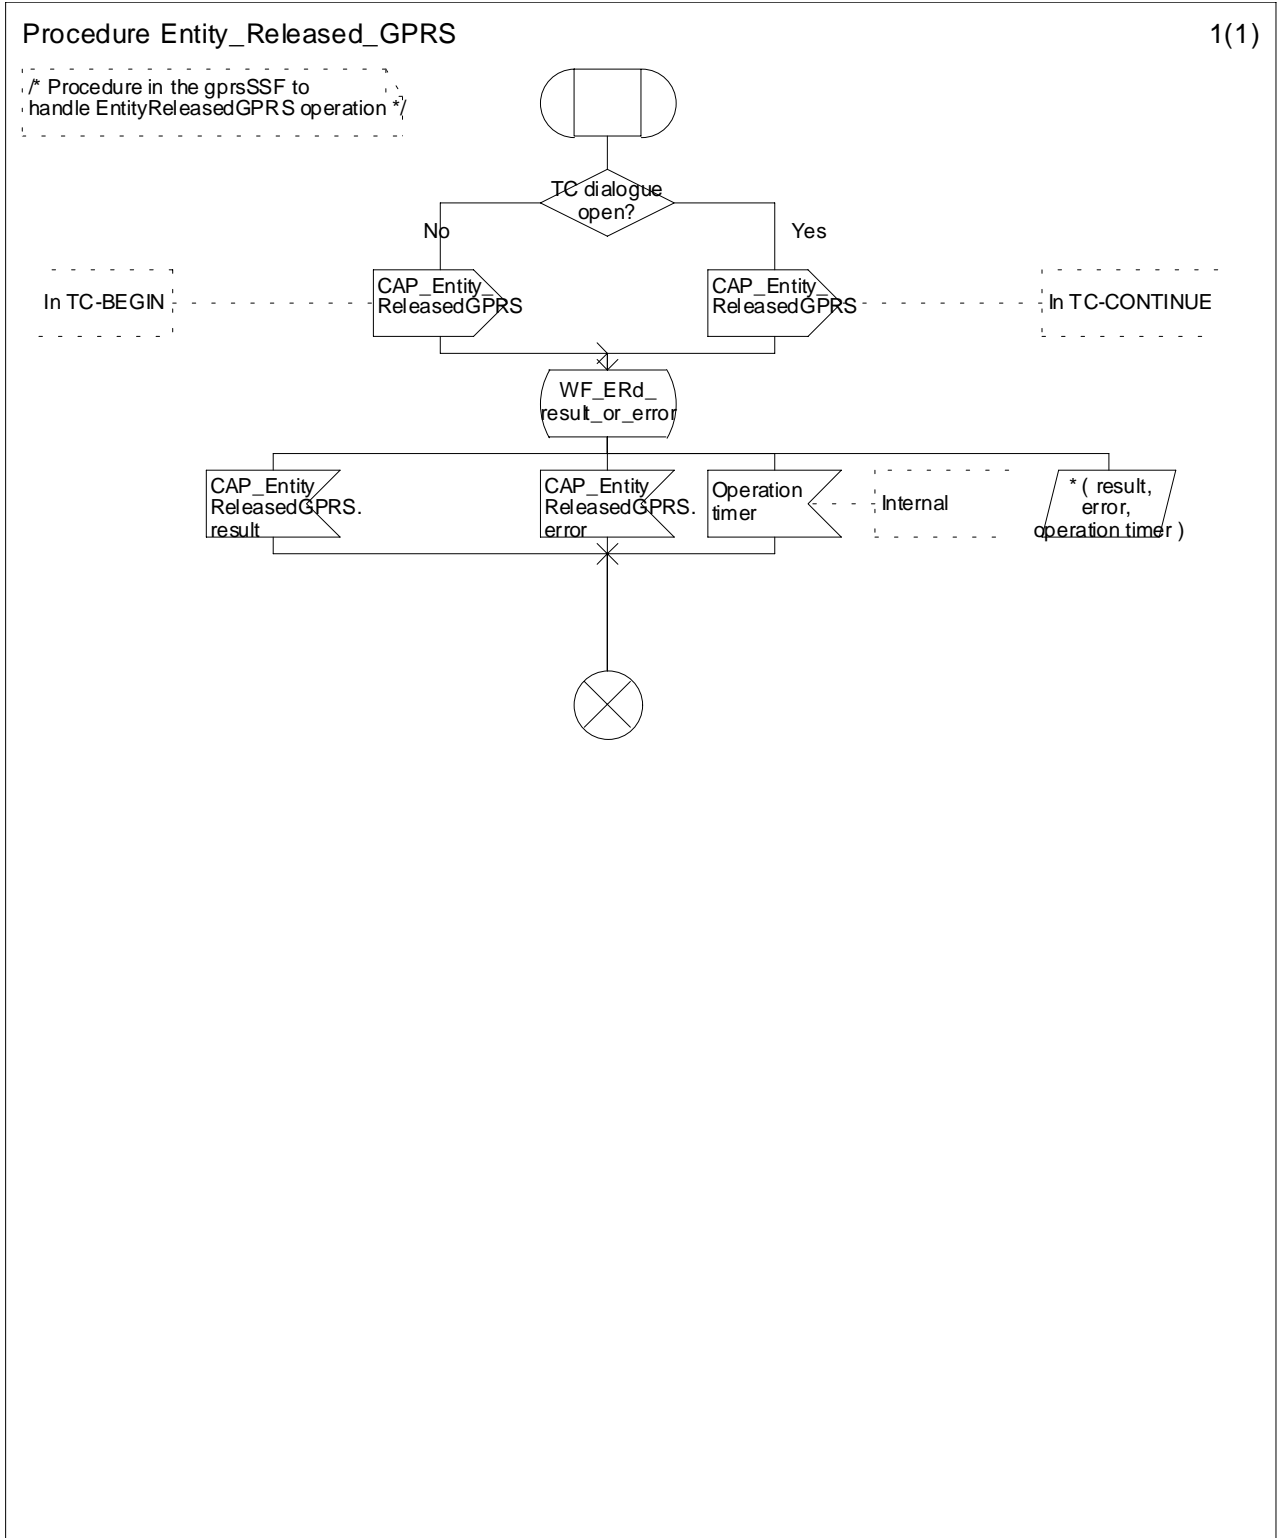 Procedure Entity_Released_GPRS
1(1)
/* Procedure in the gprsSSF to
handle EntityReleasedGPRS operation */
TC dialogue
open?
No
Yes
In TC-BEGIN
CAP_Entity_
ReleasedGPRS
CAP_Entity_
ReleasedGPRS
In TC-CONTINUE
WF_ERd_
result_or_error
CAP_Entity
ReleasedGPRS.
result
CAP_Entity
ReleasedGPRS.
error
Operation
timer
Internal
* ( result,
error,
operation timer )